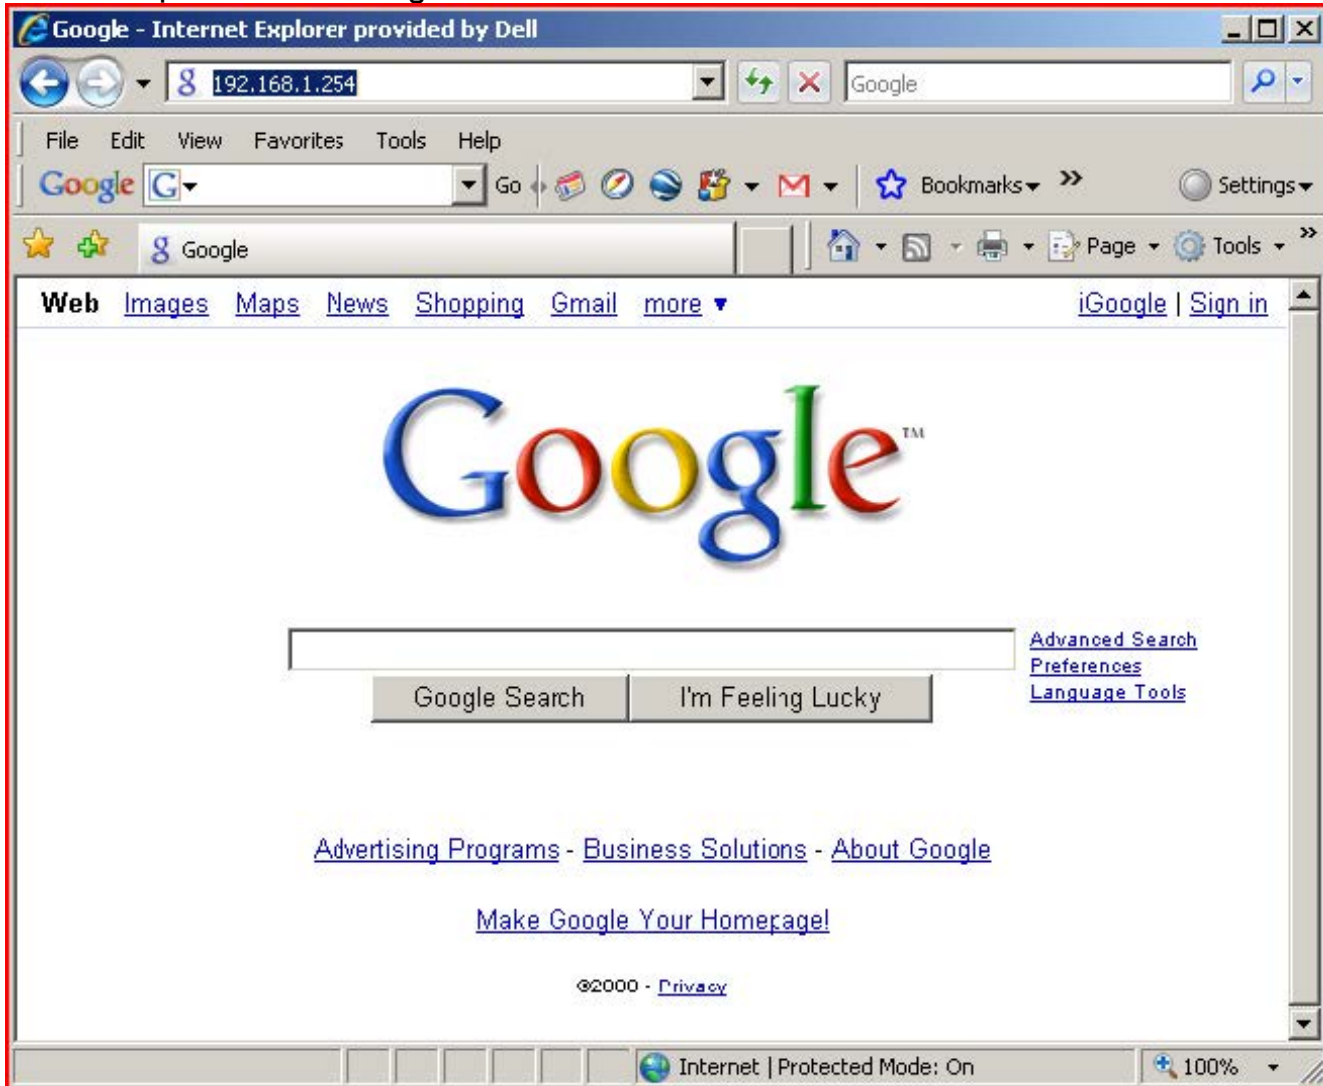 Google - Internet Explorer provided by Dell
192.168.1.254
Google
File Edit View Favorites Tools Help
Google G Go Bookmarks Settings
Google Page Tools
Web Images Maps News Shopping Gmail more iGoogle | Sign in
Google™
Advanced Search
Preferences
Language Tools
Google Search I'm Feeling Lucky
Advertising Programs - Business Solutions - About Google
Make Google Your Homepage!
©2000 - Privacy
Internet | Protected Mode: On 100%